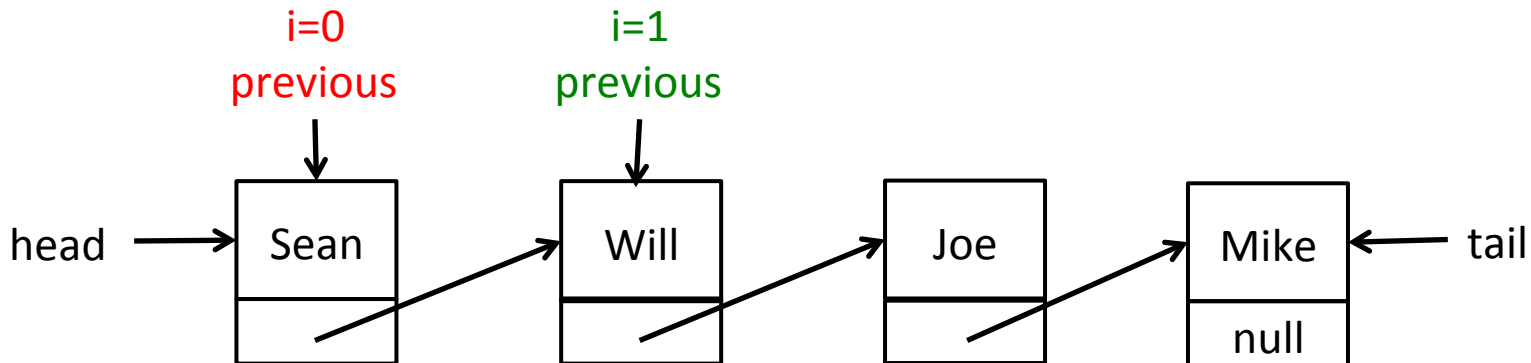 i=0
previous
i=1
previous
head
Sean
Will
Joe
Mike
tail
null